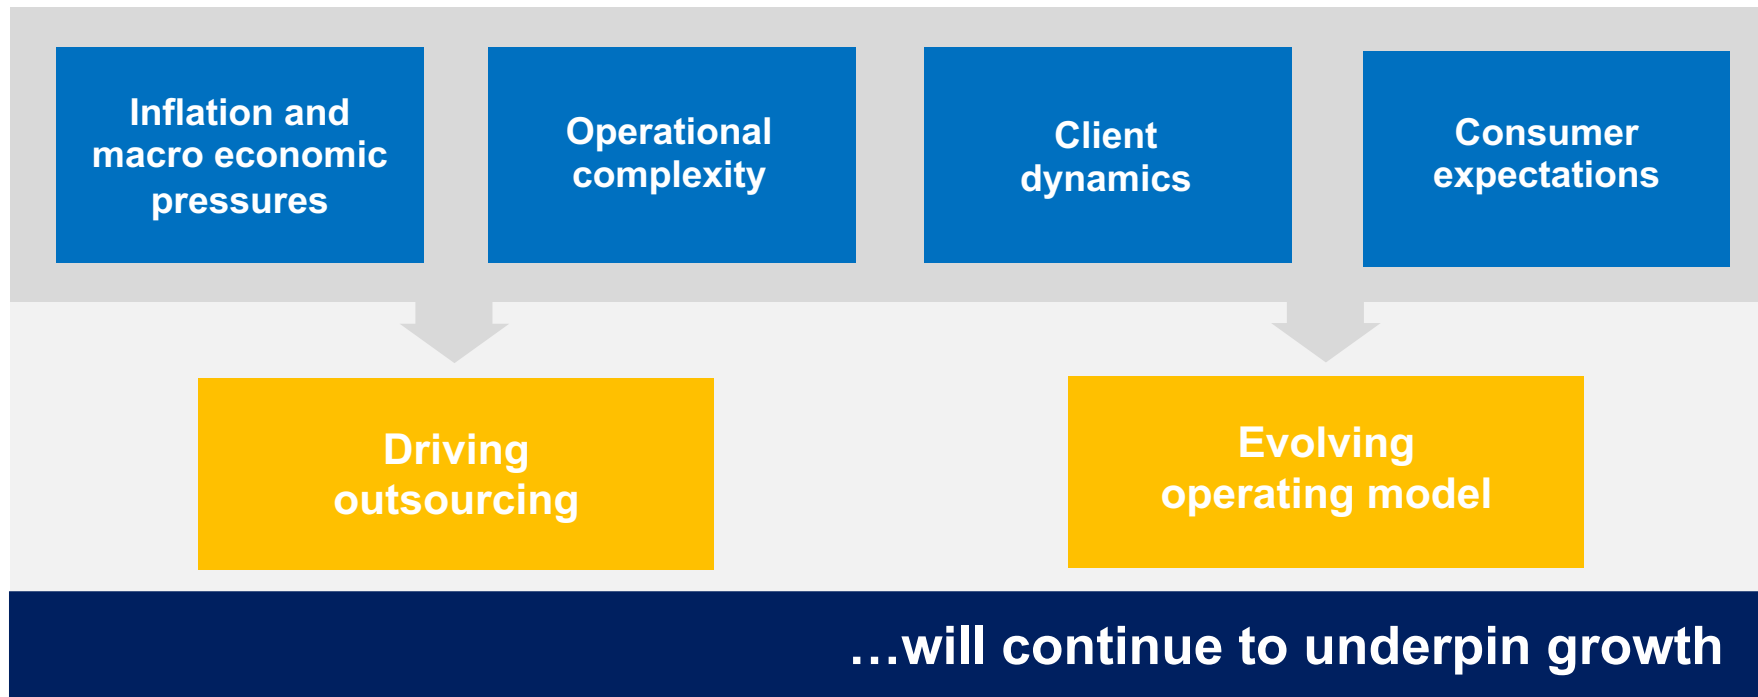 Inflation and
macro economic
pressures
Operational
complexity
Client
dynamics
Consumer
expectations
Driving
outsourcing
Evolving
operating model
…will continue to underpin growth